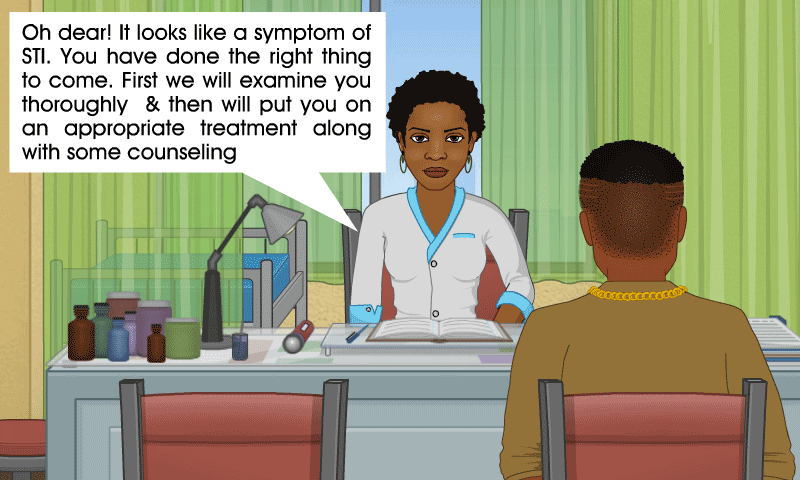 Oh dear! It looks like a symptom of
STI. You have done the right thing
to come. First we will examine you
thoroughly & then will put you on
an appropriate treatment along
with some counseling